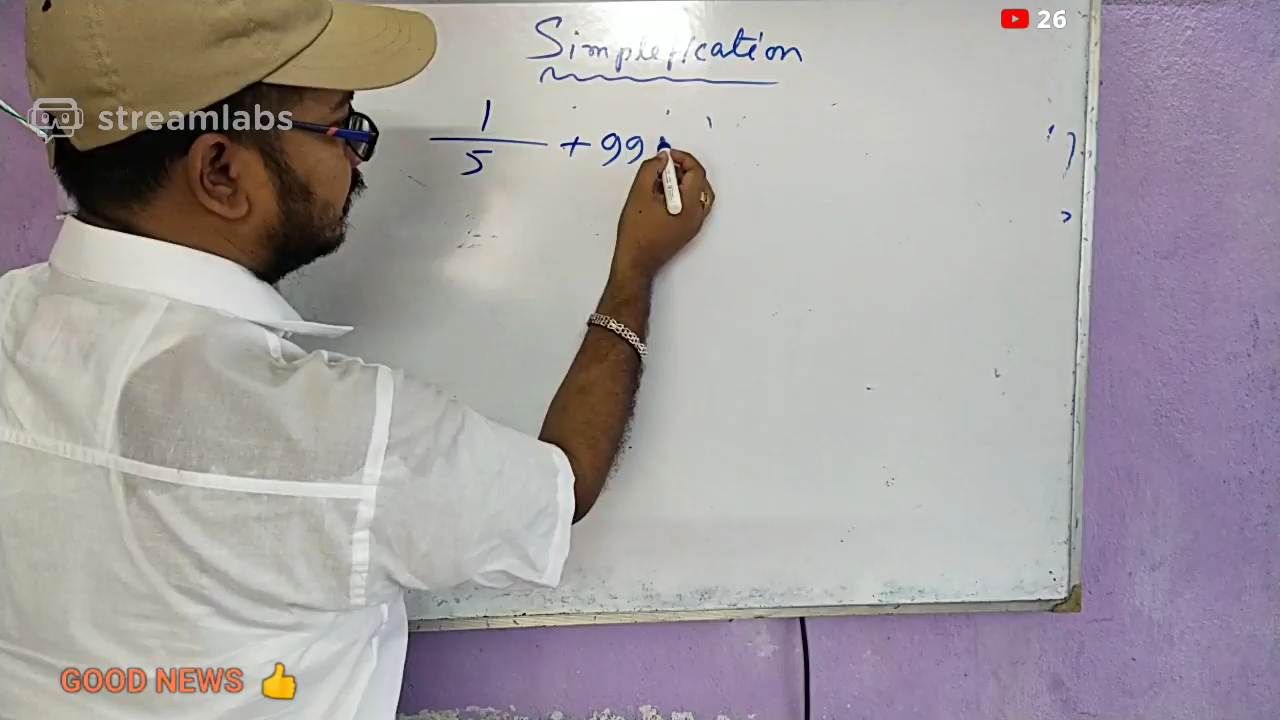 26
Simplification
streamlabs
1
5
+ 99
GOOD NEWS 👍